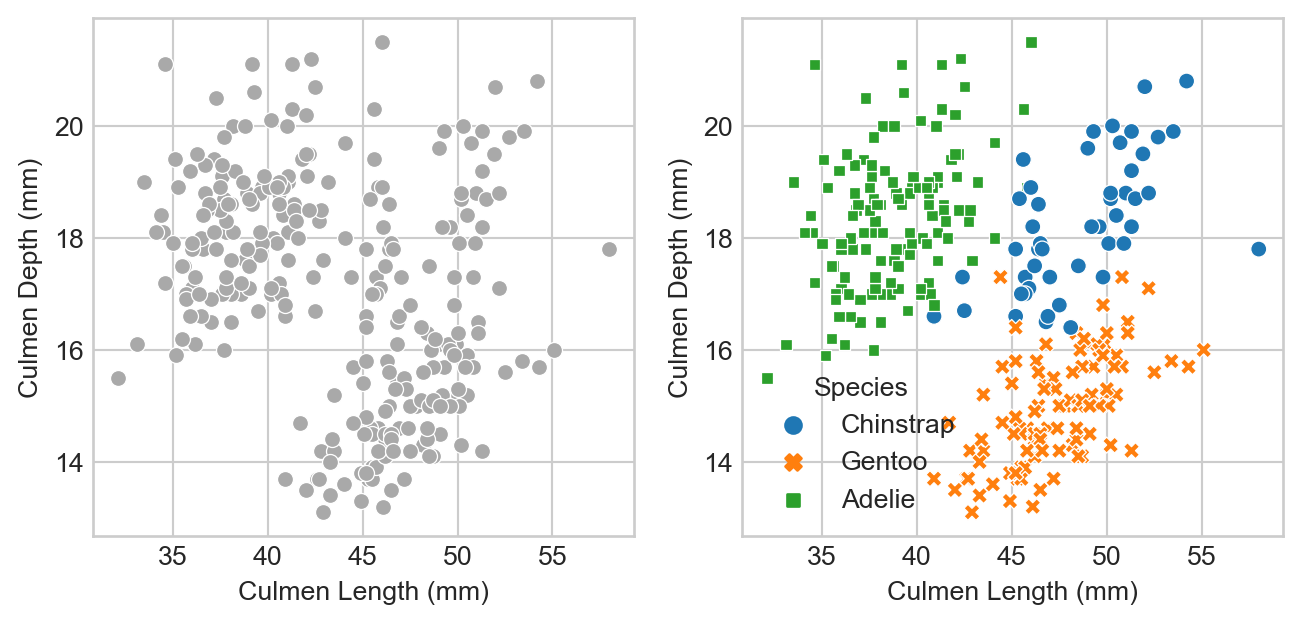 20
18
16
14
Culmen Depth (mm)
35 40 45 50 55
Culmen Length (mm)
20
18
16
14
Culmen Depth (mm)
Species
Chinstrap
Gentoo
Adelie
35 40 45 50 55
Culmen Length (mm)